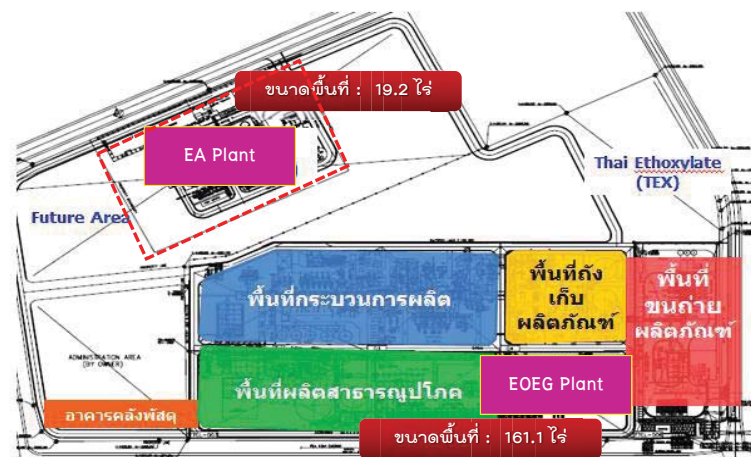 ขนาดพื้นที่ : 19.2 ไร่
EA Plant
Thai Ethoxylate
(TEX)
Future Area
พื้นที่กระบวนการผลิต
พื้นที่ถัง
เก็บ
ผลิตภัณฑ์
พื้นที่
ขนถ่าย
ผลิตภัณฑ์
ADMINISTRATION AREA
(BY OWNER)
พื้นที่ผลิตสาธารณูปโภค
EOEG Plant
อาคารคลังพัสดุ
ขนาดพื้นที่ : 161.1 ไร่